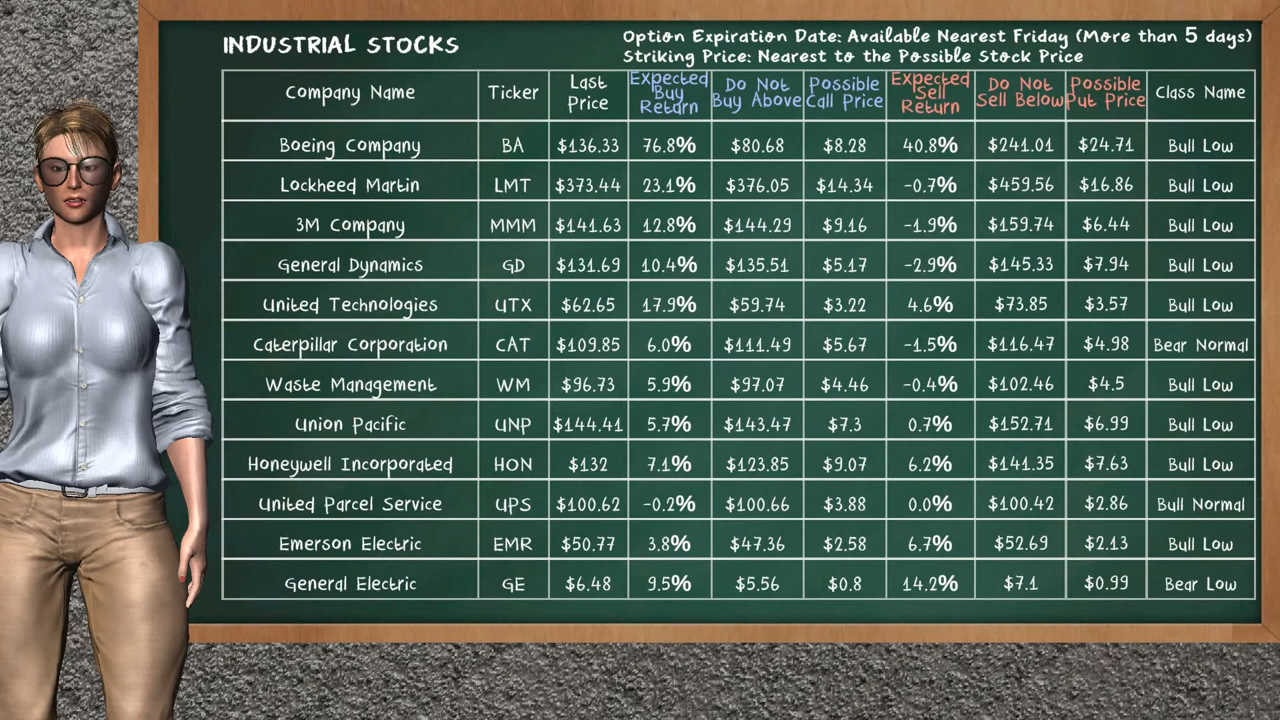 INDUSTRIAL STOCKS
Option Expiration Date: Available Nearest Friday (More than 5 days)
Striking Price: Nearest to the Possible Stock Price
Company Name Ticker Last Price Expected Buy Return Do Not Buy Above Possible Call Price Expected Sell Return Do Not Sell Below Possible Put Price Class Name
Boeing Company BA $136.33 76.8% $80.68 $8.28 40.8% $241.01 $24.71 Bull Low
Lockheed Martin LMT $373.44 23.1% $376.05 $14.34 -0.7% $459.56 $16.86 Bull Low
3M Company MMM $141.63 12.8% $144.29 $9.16 -1.9% $159.74 $6.44 Bull Low
General Dynamics GD $131.69 10.4% $135.51 $5.17 -2.9% $145.33 $7.94 Bull Low
United Technologies UTX $62.65 17.9% $59.74 $3.22 4.6% $73.85 $3.57 Bull Low
Caterpillar Corporation CAT $109.85 6.0% $111.49 $5.67 -1.5% $116.47 $4.98 Bear Normal
Waste Management WM $96.73 5.9% $97.07 $4.46 -0.4% $102.46 $4.5 Bull Low
Union Pacific UNP $144.41 5.7% $143.47 $7.3 0.7% $152.71 $6.99 Bull Low
Honeywell Incorporated HON $132 7.1% $123.85 $9.07 6.2% $141.35 $7.63 Bull Low
United Parcel Service UPS $100.62 -0.2% $100.66 $3.88 0.0% $100.42 $2.86 Bull Normal
Emerson Electric EMR $50.77 3.8% $47.36 $2.58 6.7% $52.69 $2.13 Bull Low
General Electric GE $6.48 9.5% $5.56 $0.8 14.2% $7.1 $0.99 Bear Low